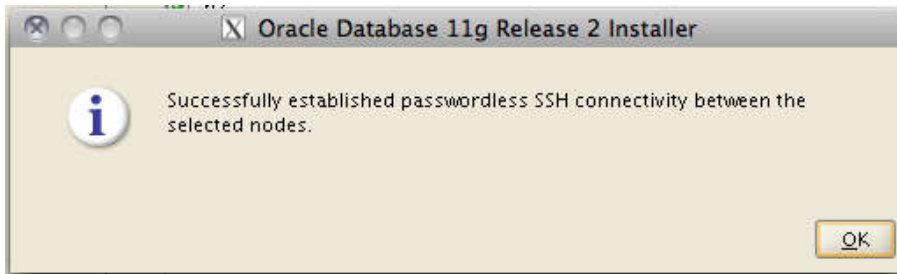 Oracle Database 11g Release 2 Installer
Successfully established passwordless SSH connectivity between the
selected nodes.
OK